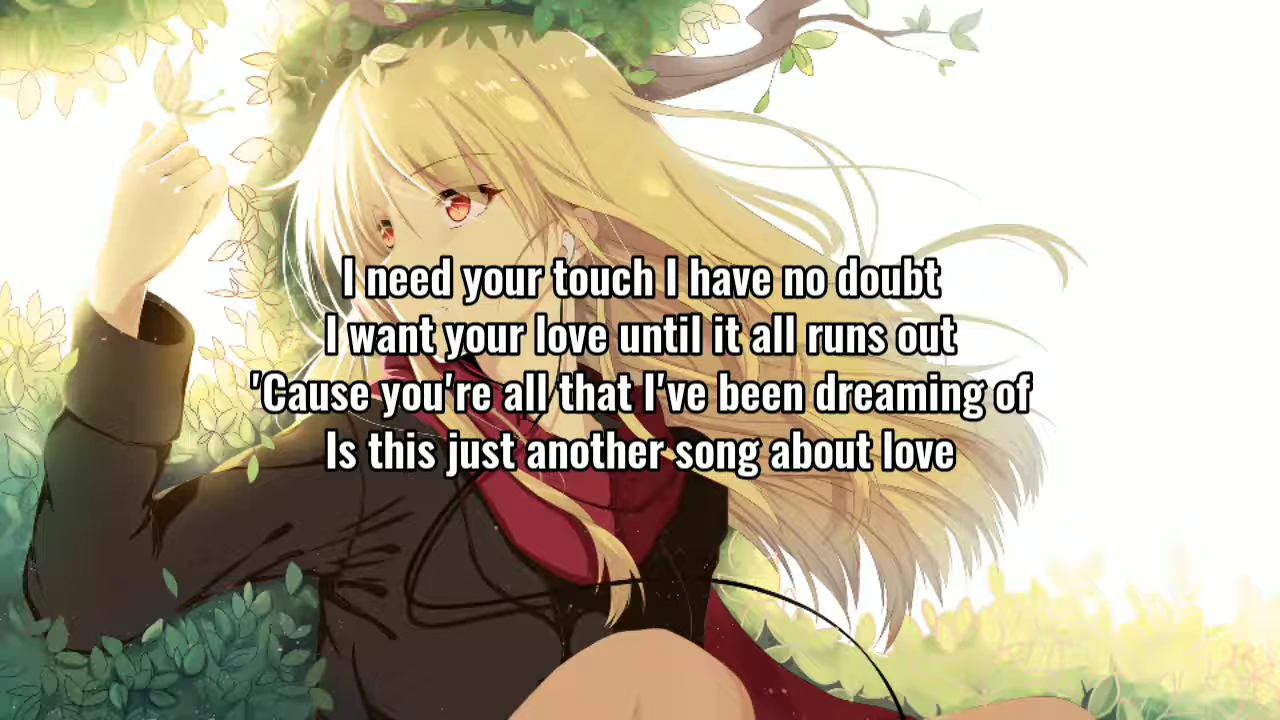 I need your touch I have no doubt
I want your love until it all runs out
'Cause you're all that I've been dreaming of
Is this just another song about love